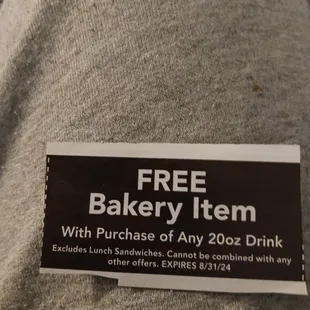 FREE
Bakery Item
With Purchase of Any 20oz Drink
Excludes Lunch Sandwiches. Cannot be combined with any
other offers. EXPIRES 8/31/24